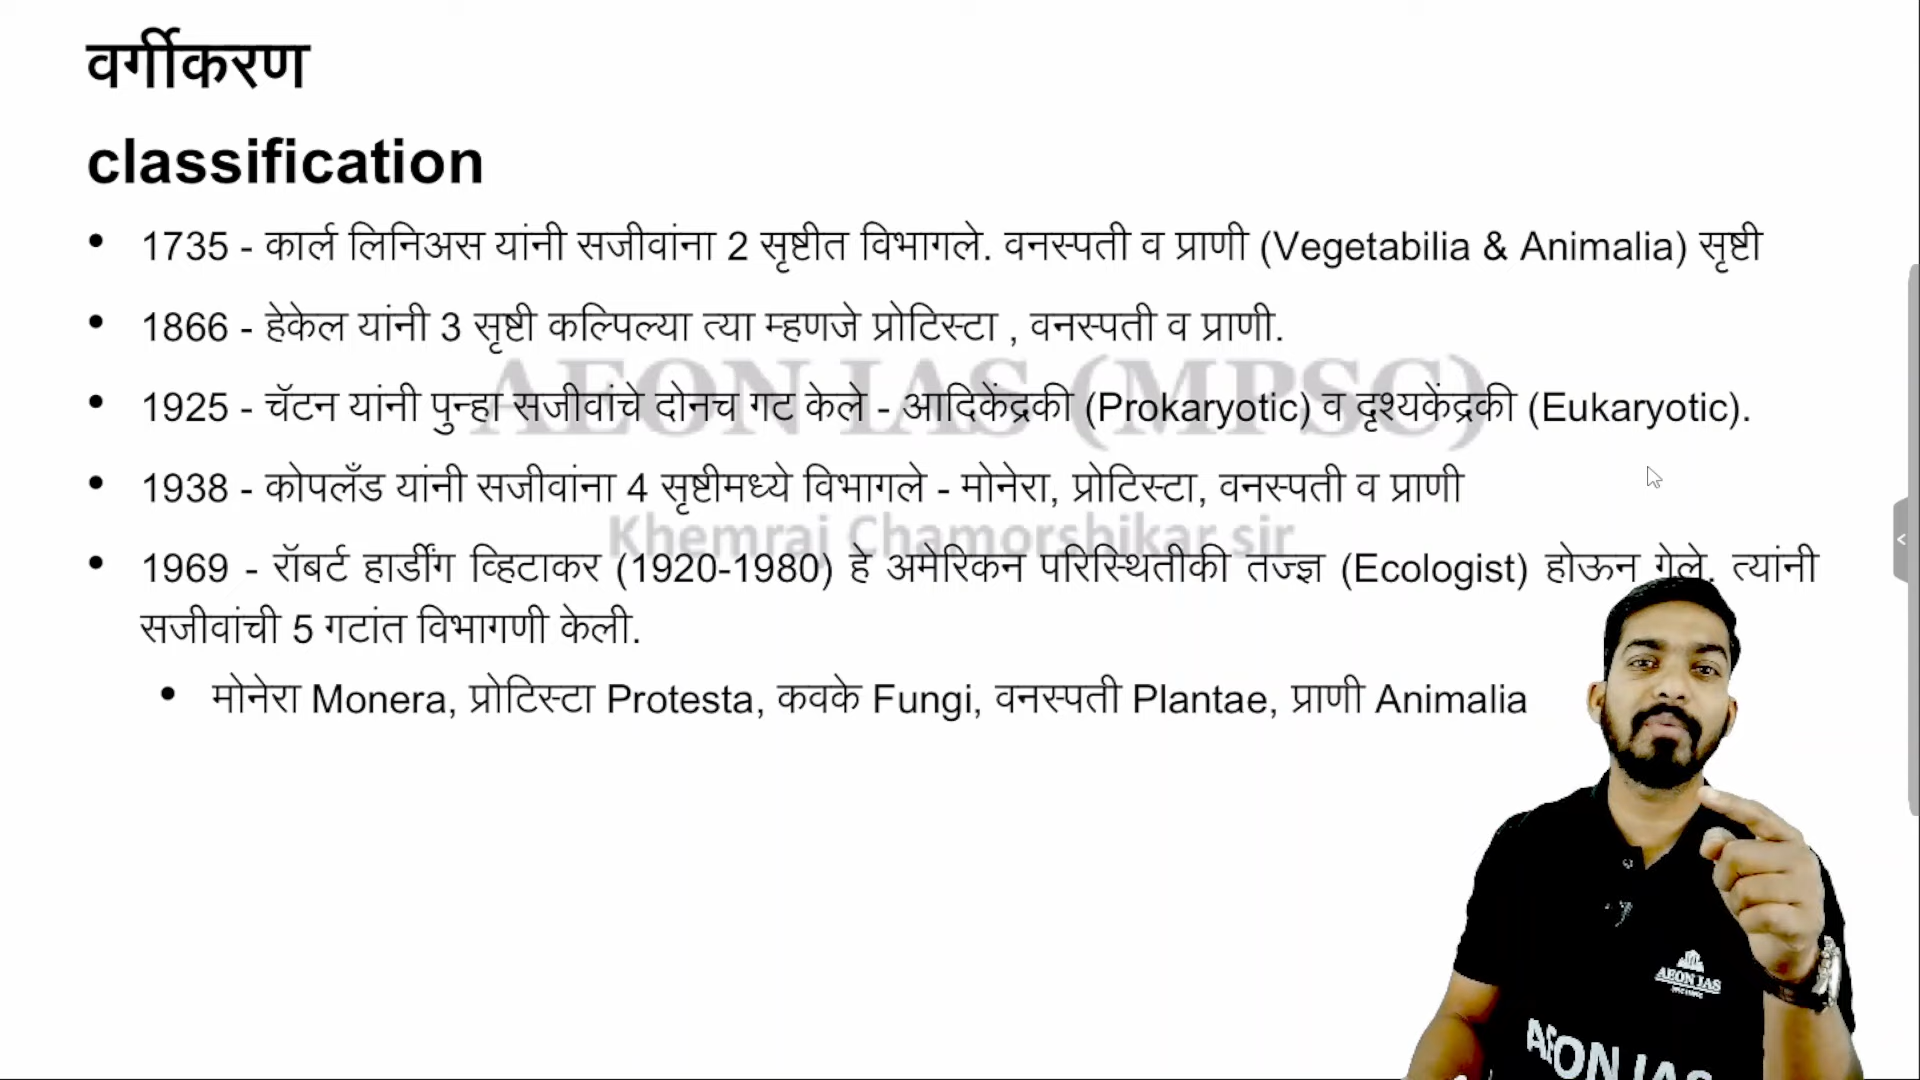 वर्गीकरण
classification
• 1735 - कार्ल लिनिअस यांनी सजीवांना 2 सृष्टीत विभागले. वनस्पती व प्राणी (Vegetabilia & Animalia) सृष्टी
• 1866 - हेकेल यांनी 3 सृष्टी कल्पिल्या त्या म्हणजे प्रोटिस्टा , वनस्पती व प्राणी.
AEON IAS (MPSC)
• 1925 - चॅटन यांनी पुन्हा सजीवांचे दोनच गट केले - आदिकेंद्रकी (Prokaryotic) व दृश्यकेंद्रकी (Eukaryotic).
• 1938 - कोपलँड यांनी सजीवांना 4 सृष्टीमध्ये विभागले - मोनेरा, प्रोटिस्टा, वनस्पती व प्राणी
Khemraj Chamorshikar sir
• 1969 - रॉबर्ट हार्डींग व्हिटाकर (1920-1980) हे अमेरिकन परिस्थितीकी तज्ज्ञ (Ecologist) होऊन गेले. त्यांनी
सजीवांची 5 गटांत विभागणी केली.
• मोनेरा Monera, प्रोटिस्टा Protesta, कवके Fungi, वनस्पती Plantae, प्राणी Animalia
AEON IAS
AEON IAS